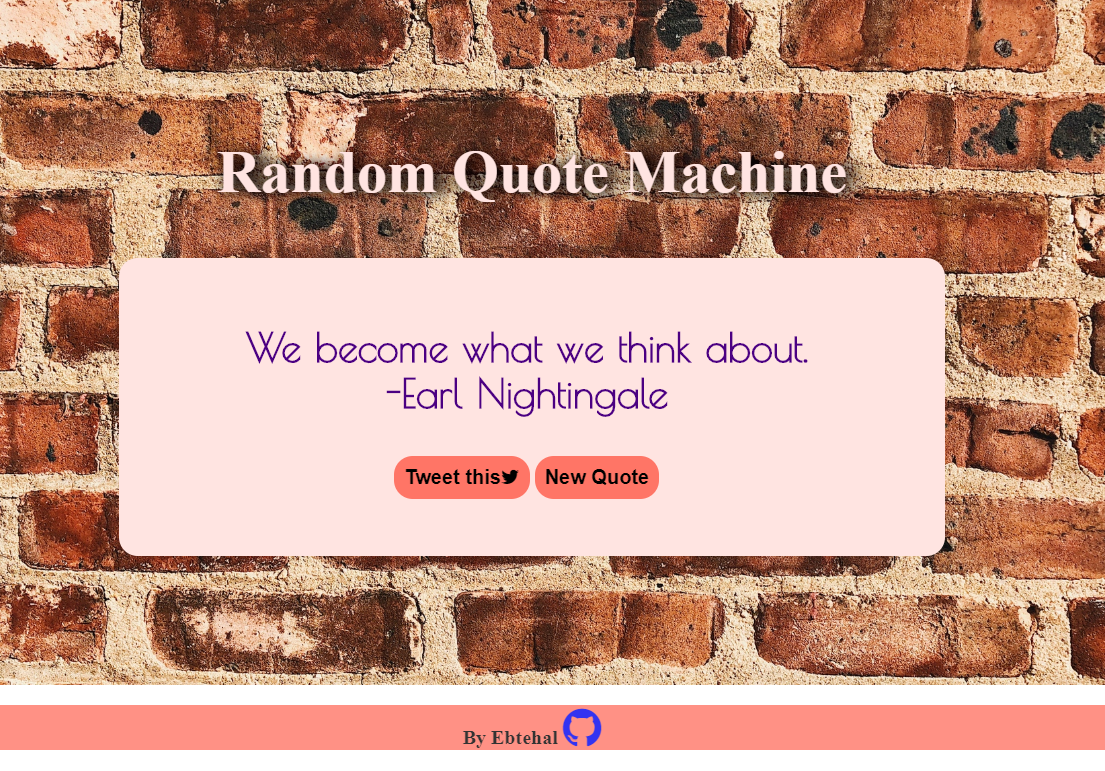 Random Quote Machine
We become what we think about.
-Earl Nightingale
Tweet this
New Quote
By Ebtehal